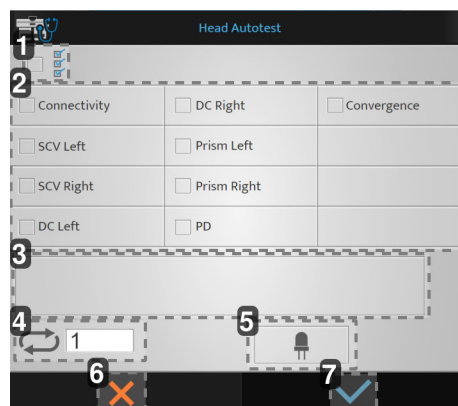 Head Autotest
1
2
Connectivity DC Right Convergence
SCV Left Prism Left
SCV Right Prism Right
DC Left PD
3
4 1 5
6 7